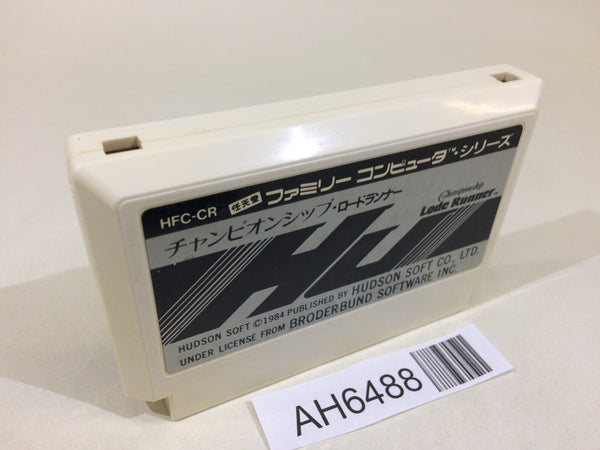 HFC-CR 任天堂 ファミリー コンピュータ™・シリーズ
チャンピオンシップ・ロードランナー
Championship
Lode Runner™
HUDSON SOFT ©1984 PUBLISHED BY HUDSON SOFT CO., LTD.
UNDER LICENSE FROM BRODERBUND SOFTWARE INC.
AH6488